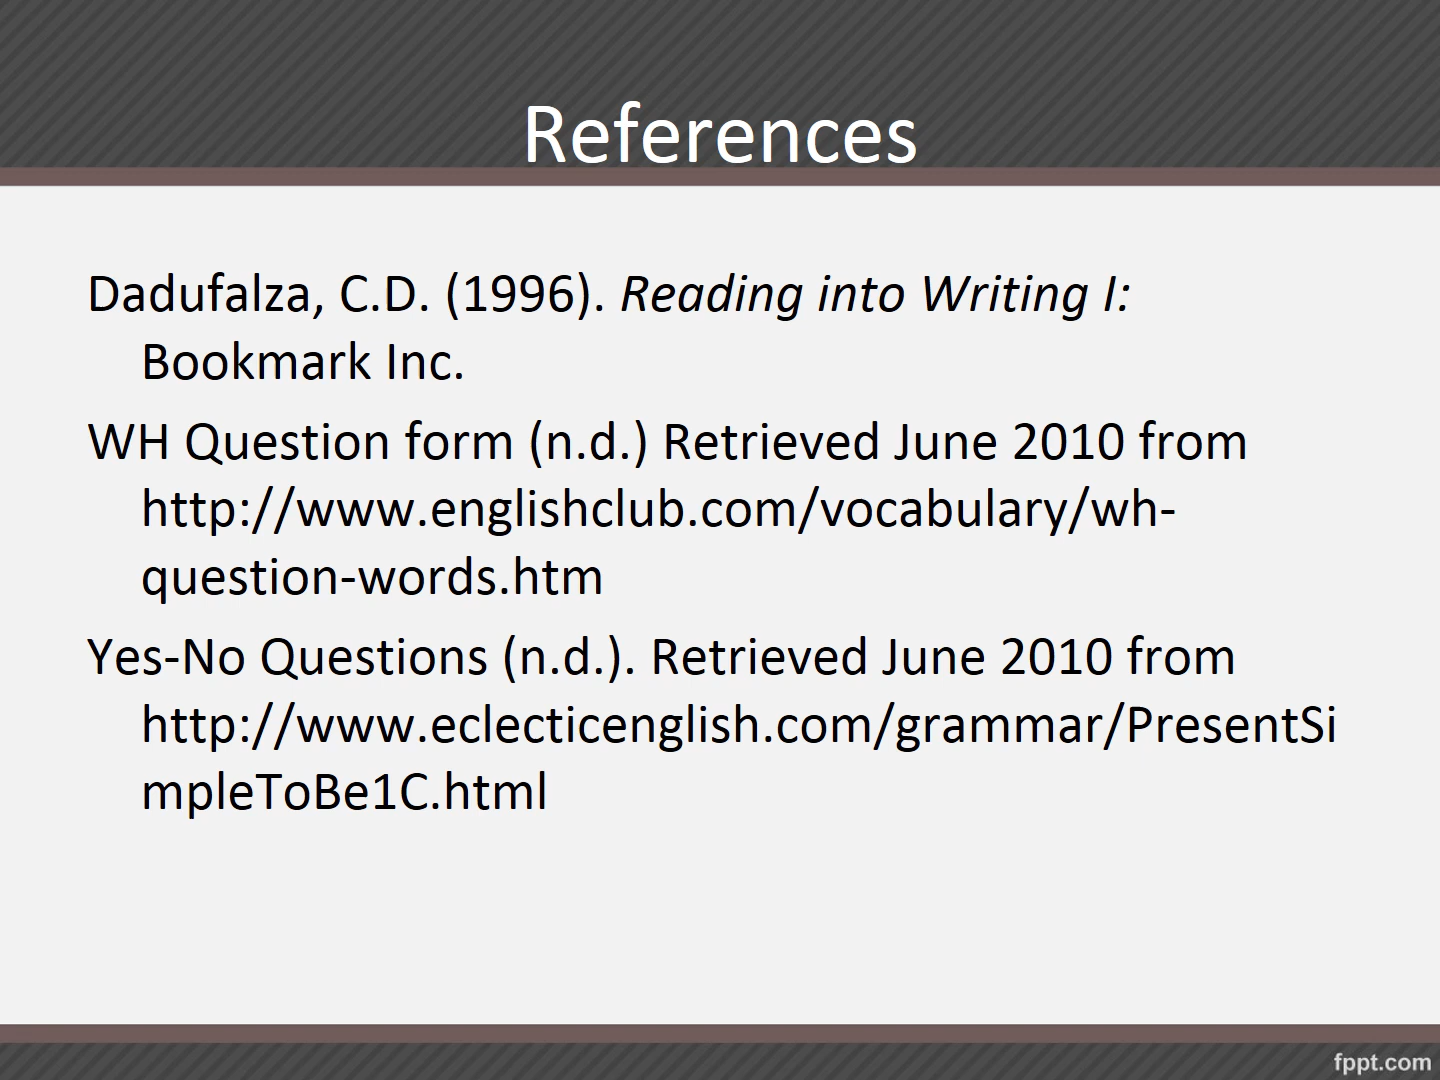 References
Dadufalza, C.D. (1996). Reading into Writing I:
Bookmark Inc.
WH Question form (n.d.) Retrieved June 2010 from
http://www.englishclub.com/vocabulary/wh-
question-words.htm
Yes-No Questions (n.d.). Retrieved June 2010 from
http://www.eclecticenglish.com/grammar/PresentSi
mpleToBe1C.html
fppt.com